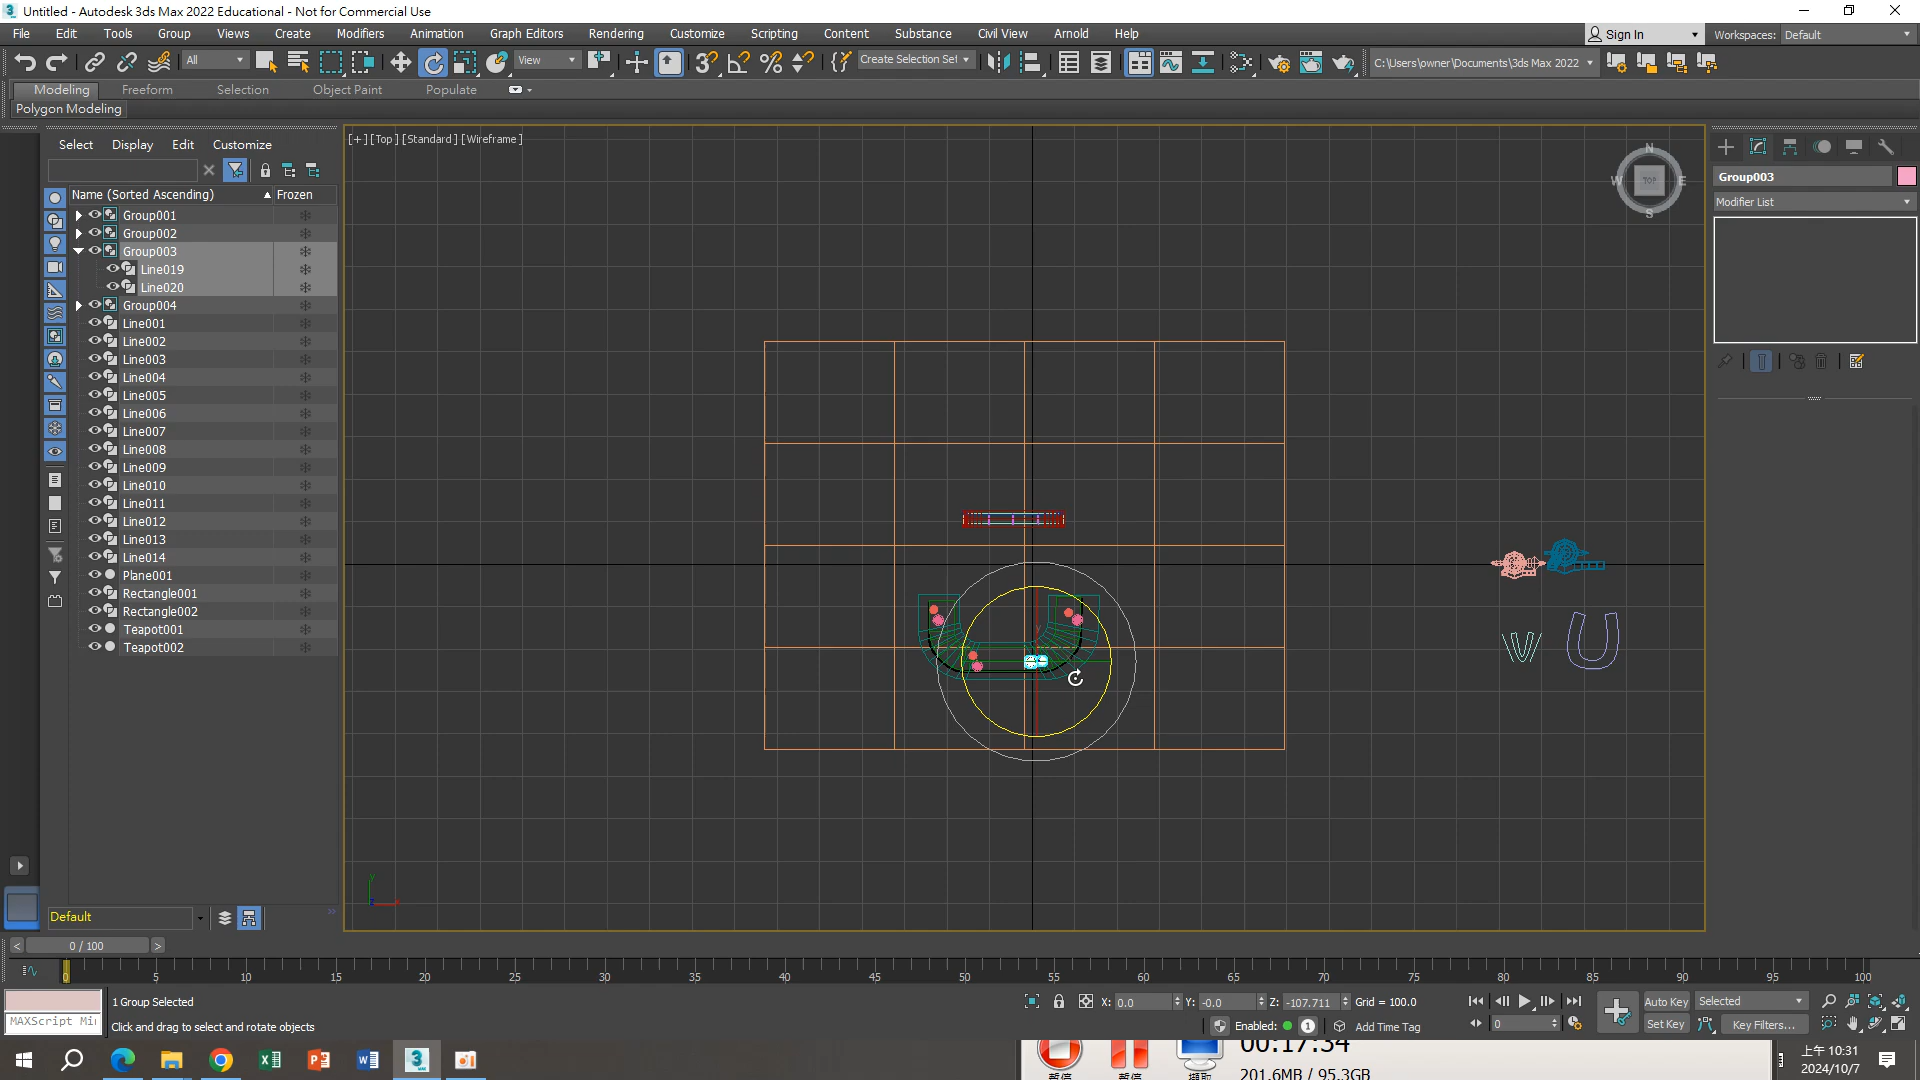 Untitled - Autodesk 3ds Max 2022 Educational - Not for Commercial Use
File Edit Tools Group Views Create Modifiers Animation Graph Editors Rendering Customize Scripting Content Substance Civil View Arnold Help
Sign In Workspaces: Default
All View Create Selection Set C:\Users\owner\Documents\3ds Max 2022
Modeling Freeform Selection Object Paint Populate
Polygon Modeling
Select Display Edit Customize
[+] [Top] [Standard] [Wireframe]
Name (Sorted Ascending) Frozen
Group001
Group002
Group003
Line019
Line020
Group004
Line001
Line002
Line003
Line004
Line005
Line006
Line007
Line008
Line009
Line010
Line011
Line012
Line013
Line014
Plane001
Rectangle001
Rectangle002
Teapot001
Teapot002
N
W TOP E
S
Group003
Modifier List
Default
0 / 100
0 5 10 15 20 25 30 35 40 45 50 55 60 65 70 75 80 85 90 95 100
1 Group Selected
X: 0.0 Y: -0.0 Z: -107.711 Grid = 100.0
Auto Key Selected
MAXScript Mi
Click and drag to select and rotate objects
Enabled: 1 Add Time Tag
0
Set Key Key Filters...
00:17:34
201.6MB / 95.3GB
上午 10:31
2024/10/7